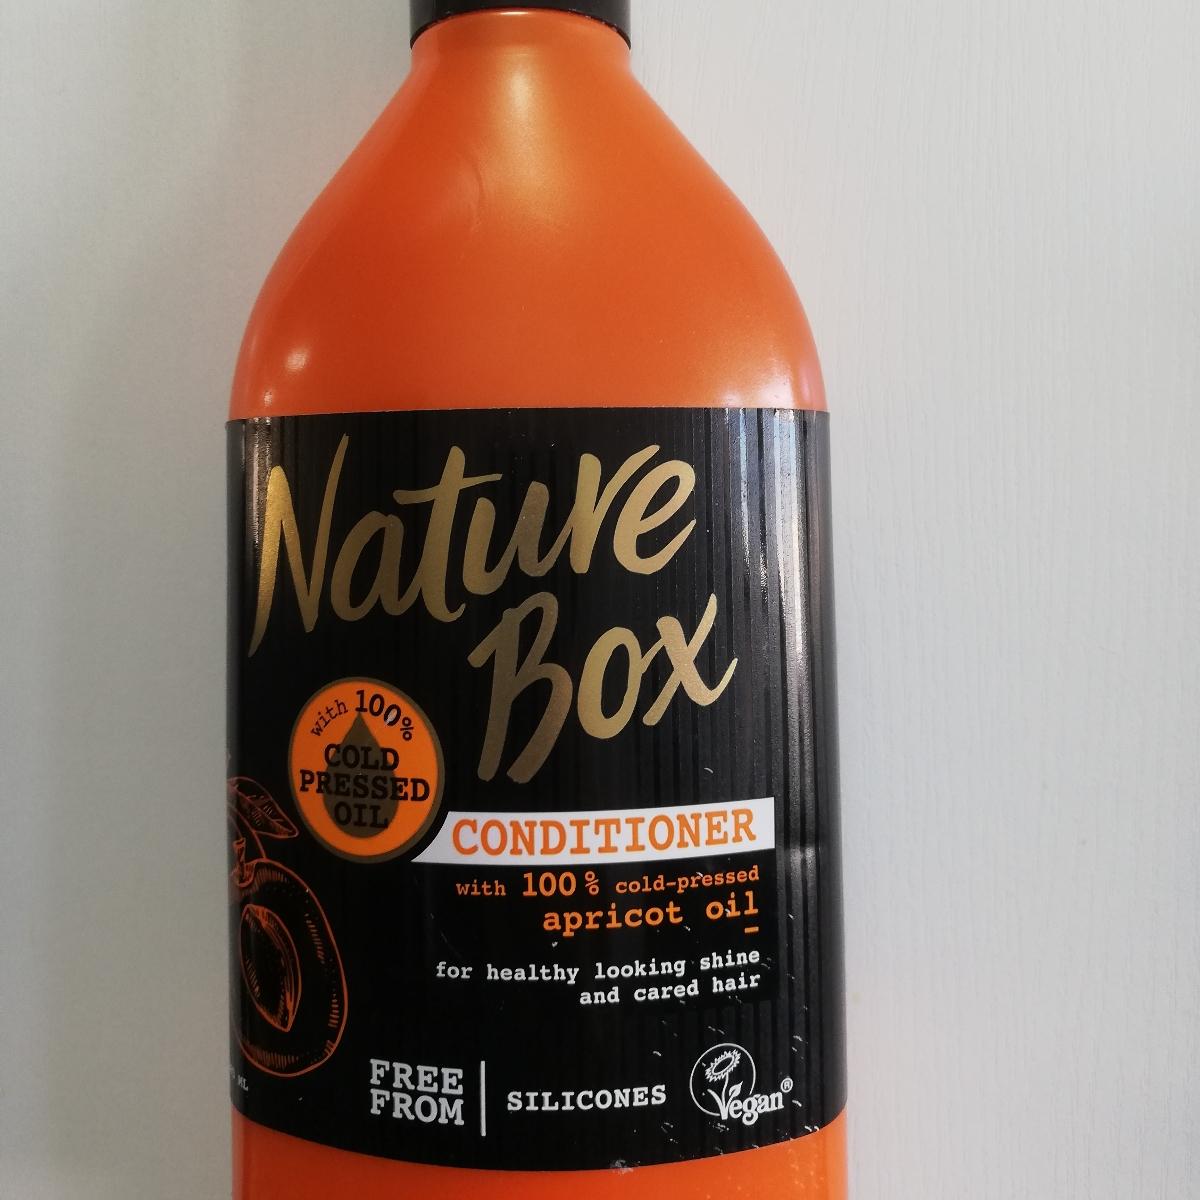 Nature
Box
with 100%
COLD
PRESSED
OIL
CONDITIONER
with 100% cold-pressed
apricot oil
for healthy looking shine
and cared hair
FREE
FROM
SILICONES
Vegan®
ML